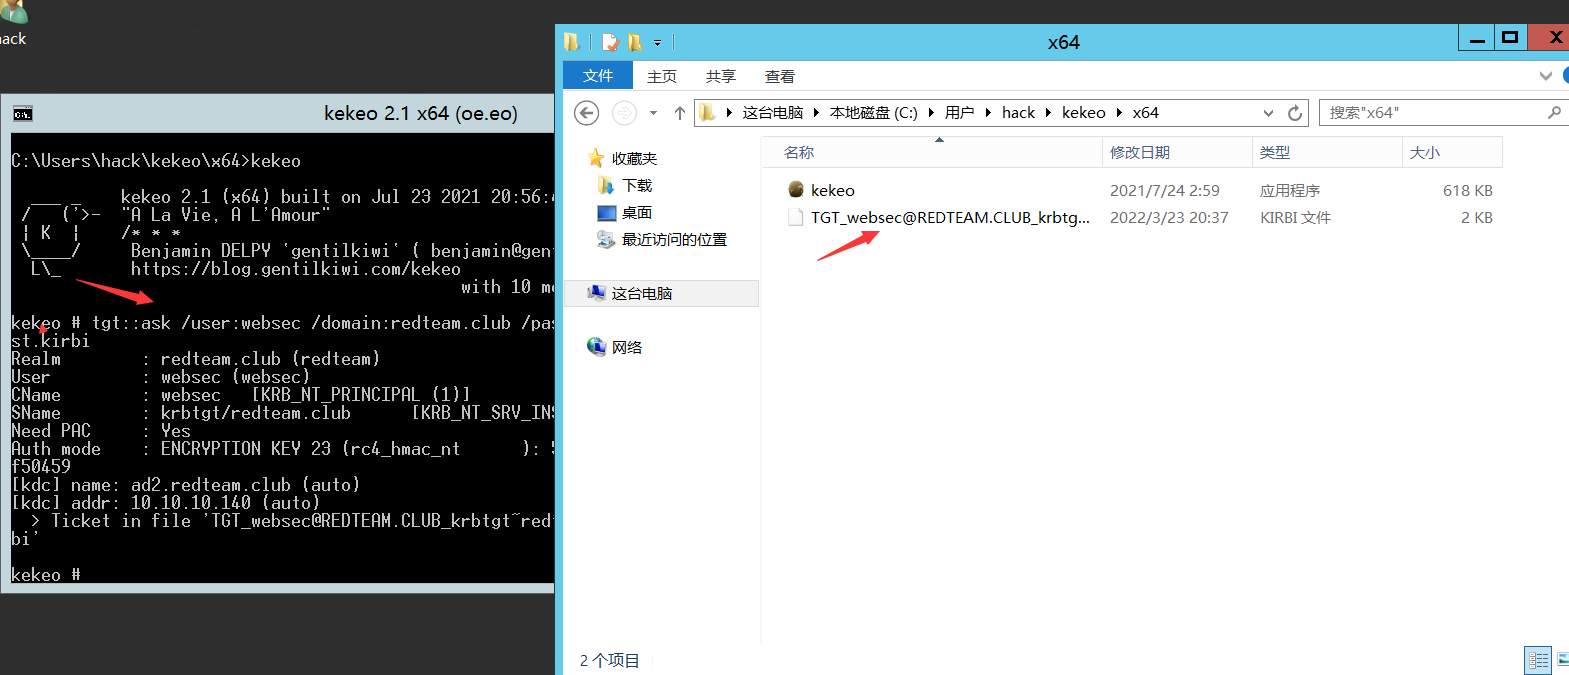 hack
kekeo 2.1 x64 (oe.eo)
C:\Users\hack\kekeo\x64>kekeo
___ _ kekeo 2.1 (x64) built on Jul 23 2021 20:56:
/ ('>- "A La Vie, A L'Amour"
| K | /* * *
\____/ Benjamin DELPY `gentilkiwi` ( benjamin@gen
L\_ https://blog.gentilkiwi.com/kekeo
with 10 mo
kekeo # tgt::ask /user:websec /domain:redteam.club /pas
st.kirbi
Realm : redteam.club (redteam)
User : websec (websec)
CName : websec [KRB_NT_PRINCIPAL (1)]
SName : krbtgt/redteam.club [KRB_NT_SRV_INS
Need PAC : Yes
Auth mode : ENCRYPTION KEY 23 (rc4_hmac_nt ):
f50459
[kdc] name: ad2.redteam.club (auto)
[kdc] addr: 10.10.10.140 (auto)
> Ticket in file 'TGT_websec@REDTEAM.CLUB_krbtgt~redt
bi'
kekeo #
x64
文件 主页 共享 查看
这台电脑 本地磁盘 (C:) 用户 hack kekeo x64
搜索"x64"
收藏夹
下载
桌面
最近访问的位置
这台电脑
网络
名称 修改日期 类型 大小
kekeo 2021/7/24 2:59 应用程序 618 KB
TGT_websec@REDTEAM.CLUB_krbtg... 2022/3/23 20:37 KIRBI 文件 2 KB
2 个项目